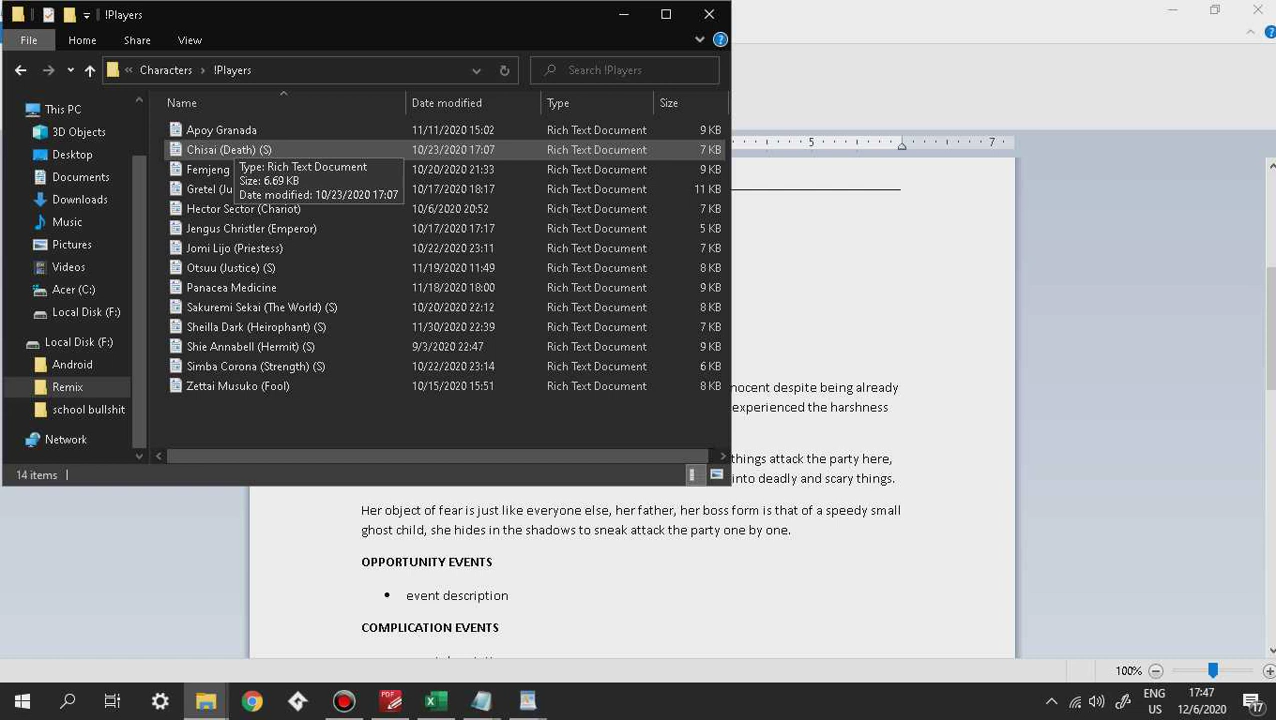 !Players
File Home Share View
Characters !Players
Search !Players
Name Date modified Type Size
This PC
3D Objects
Desktop
Documents
Downloads
Music
Pictures
Videos
Acer (C:)
Local Disk (F:)
Local Disk (F:)
Android
Remix
school bullshit
Network
Apoy Granada 11/11/2020 15:02 Rich Text Document 9 KB
Chisai (Death) (S) 10/23/2020 17:07 Rich Text Document 7 KB
Femjeng 10/20/2020 21:33 Rich Text Document 9 KB
Gretel (Ju 10/17/2020 18:17 Rich Text Document 11 KB
Hector Sector (Chariot) 10/6/2020 20:52 Rich Text Document 7 KB
Jengus Christler (Emperor) 10/17/2020 17:17 Rich Text Document 5 KB
Jomi Lijo (Priestess) 10/22/2020 23:11 Rich Text Document 7 KB
Otsuu (Justice) (S) 11/19/2020 11:49 Rich Text Document 8 KB
Panacea Medicine 11/18/2020 18:00 Rich Text Document 9 KB
Sakuremi Sekai (The World) (S) 10/20/2020 22:12 Rich Text Document 8 KB
Sheilla Dark (Heirophant) (S) 11/30/2020 22:39 Rich Text Document 7 KB
Shie Annabell (Hermit) (S) 9/3/2020 22:47 Rich Text Document 9 KB
Simba Corona (Strength) (S) 10/22/2020 23:14 Rich Text Document 6 KB
Zettai Musuko (Fool) 10/15/2020 15:51 Rich Text Document 8 KB
Type: Rich Text Document
Size: 6.69 KB
Date modified: 10/23/2020 17:07
14 items
5 7
nocent despite being already
experienced the harshness
things attack the party here,
into deadly and scary things.
Her object of fear is just like everyone else, her father, her boss form is that of a speedy small
ghost child, she hides in the shadows to sneak attack the party one by one.
OPPORTUNITY EVENTS
• event description
COMPLICATION EVENTS
100%
PDF
ENG
US
17:47
12/6/2020
17